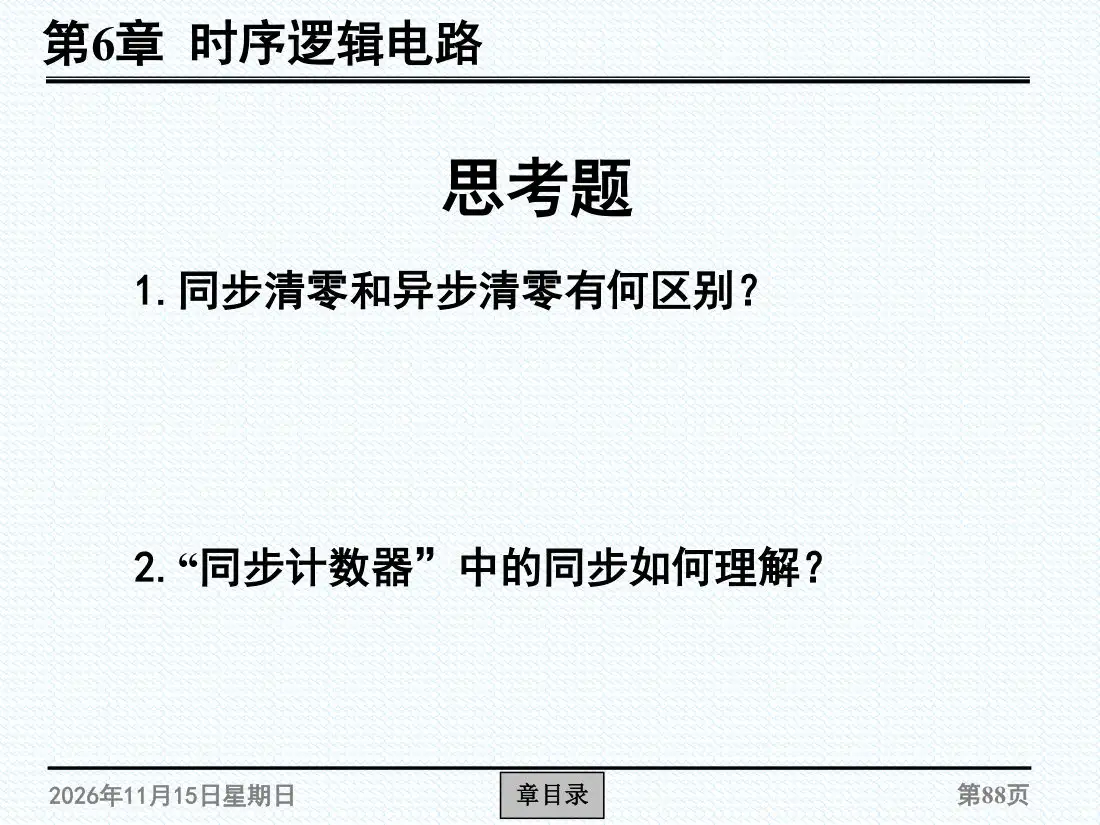 第6章 时序逻辑电路
思考题
1.同步清零和异步清零有何区别？
2.“同步计数器”中的同步如何理解？
2026年11月15日星期日
章目录
第88页